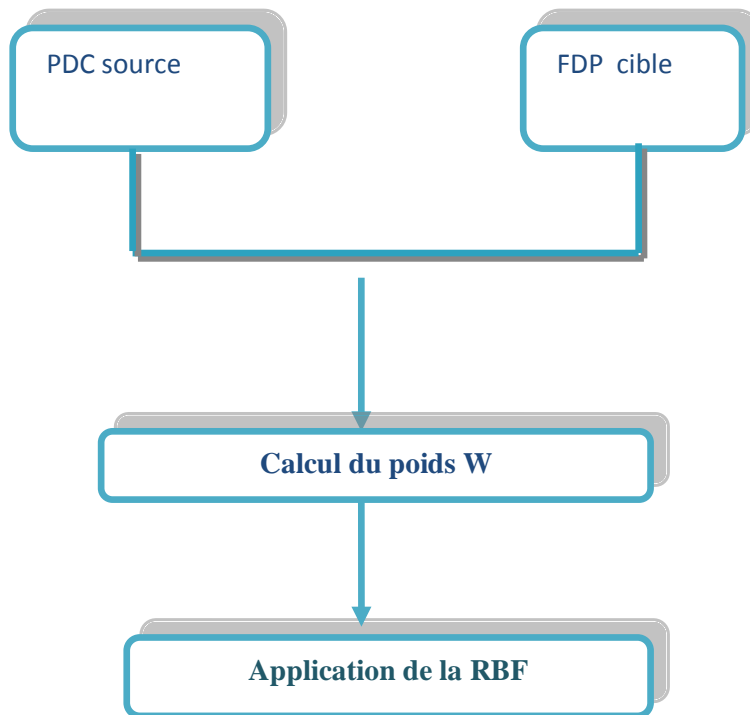 PDC source
FDP cible
Calcul du poids W
Application de la RBF